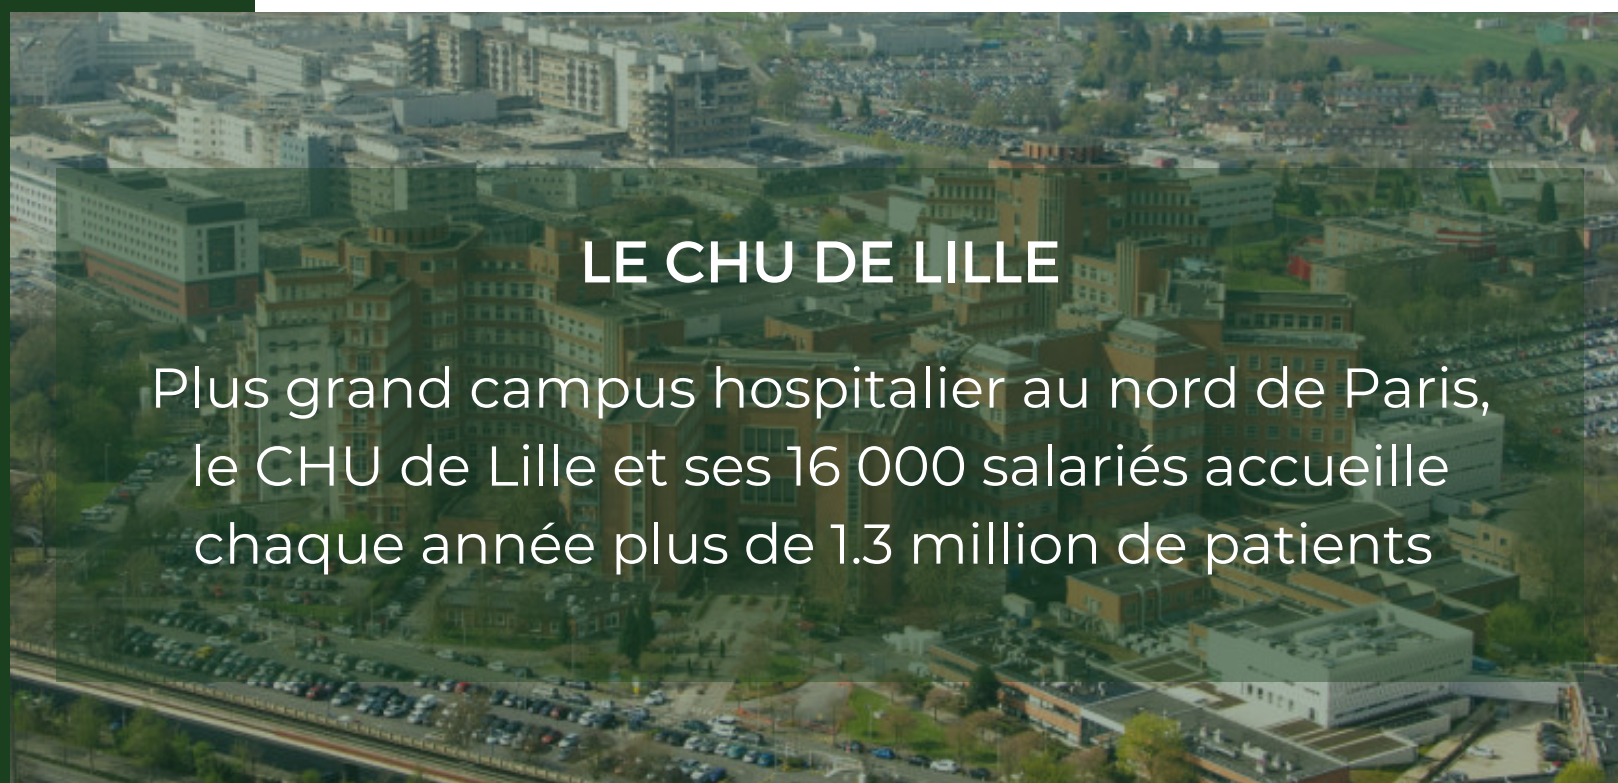 LE CHU DE LILLE
Plus grand campus hospitalier au nord de Paris,
le CHU de Lille et ses 16 000 salariés accueille
chaque année plus de 1.3 million de patients